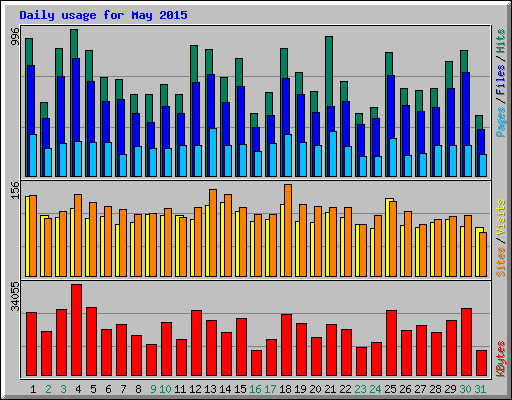 Daily usage for May 2015
996
Pages / Files / Hits
156
Sites / Visits
34055
KBytes
1 2 3 4 5 6 7 8 9 10 11 12 13 14 15 16 17 18 19 20 21 22 23 24 25 26 27 28 29 30 31